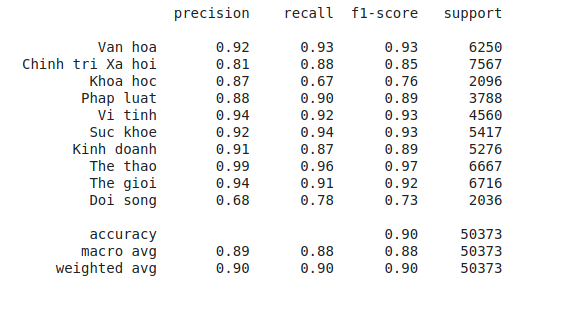 precision recall f1-score support
Van hoa 0.92 0.93 0.93 6250
Chinh tri Xa hoi 0.81 0.88 0.85 7567
Khoa hoc 0.87 0.67 0.76 2096
Phap luat 0.88 0.90 0.89 3788
Vi tinh 0.94 0.92 0.93 4560
Suc khoe 0.92 0.94 0.93 5417
Kinh doanh 0.91 0.87 0.89 5276
The thao 0.99 0.96 0.97 6667
The gioi 0.94 0.91 0.92 6716
Doi song 0.68 0.78 0.73 2036
accuracy 0.90 50373
macro avg 0.89 0.88 0.88 50373
weighted avg 0.90 0.90 0.90 50373